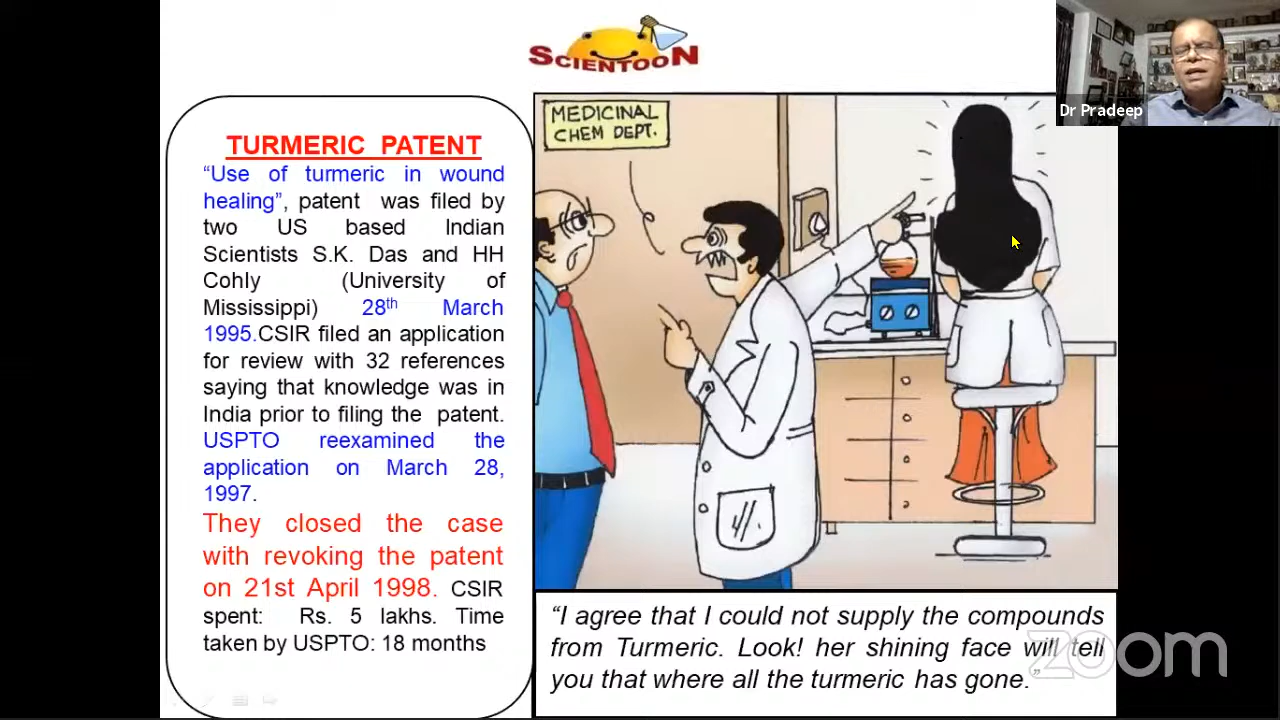 SCIENTOON
Dr Pradeep
TURMERIC PATENT
“Use of turmeric in wound
healing”, patent was filed by
two US based Indian
Scientists S.K. Das and HH
Cohly (University of
Mississippi) 28th March
1995.CSIR filed an application
for review with 32 references
saying that knowledge was in
India prior to filing the patent.
USPTO reexamined the
application on March 28,
1997.
They closed the case
with revoking the patent
on 21st April 1998. CSIR
spent: Rs. 5 lakhs. Time
taken by USPTO: 18 months
MEDICINAL
CHEM DEPT.
“I agree that I could not supply the compounds
from Turmeric. Look! her shining face will tell
you that where all the turmeric has gone.”
zoom